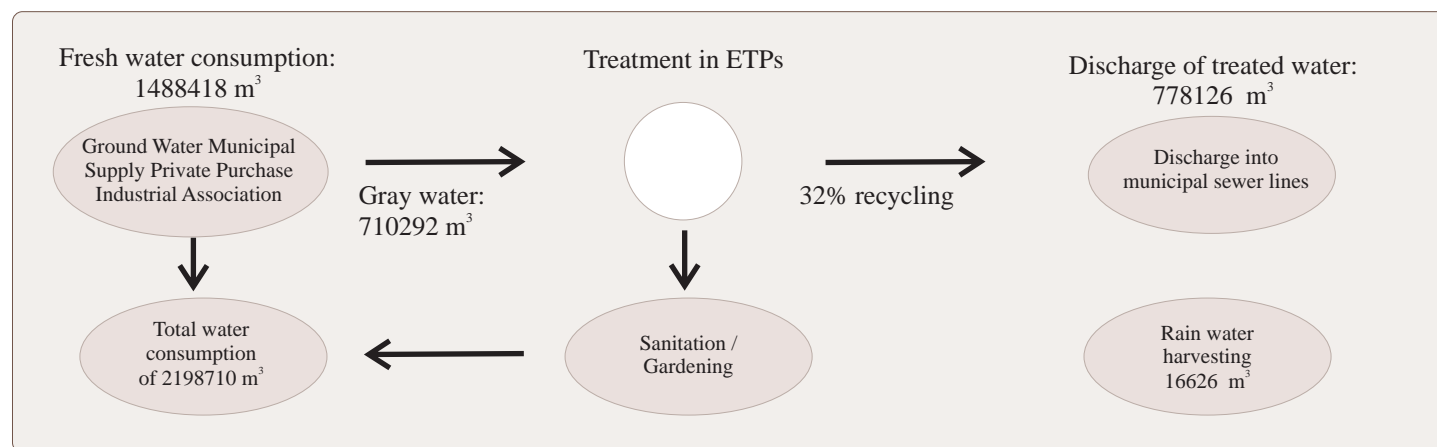 Fresh water consumption:
1488418 m³
Ground Water Municipal
Supply Private Purchase
Industrial Association
Gray water:
710292 m³
Treatment in ETPs
32% recycling
Discharge of treated water:
778126 m³
Discharge into
municipal sewer lines
Total water
consumption
of 2198710 m³
Sanitation /
Gardening
Rain water
harvesting
16626 m³